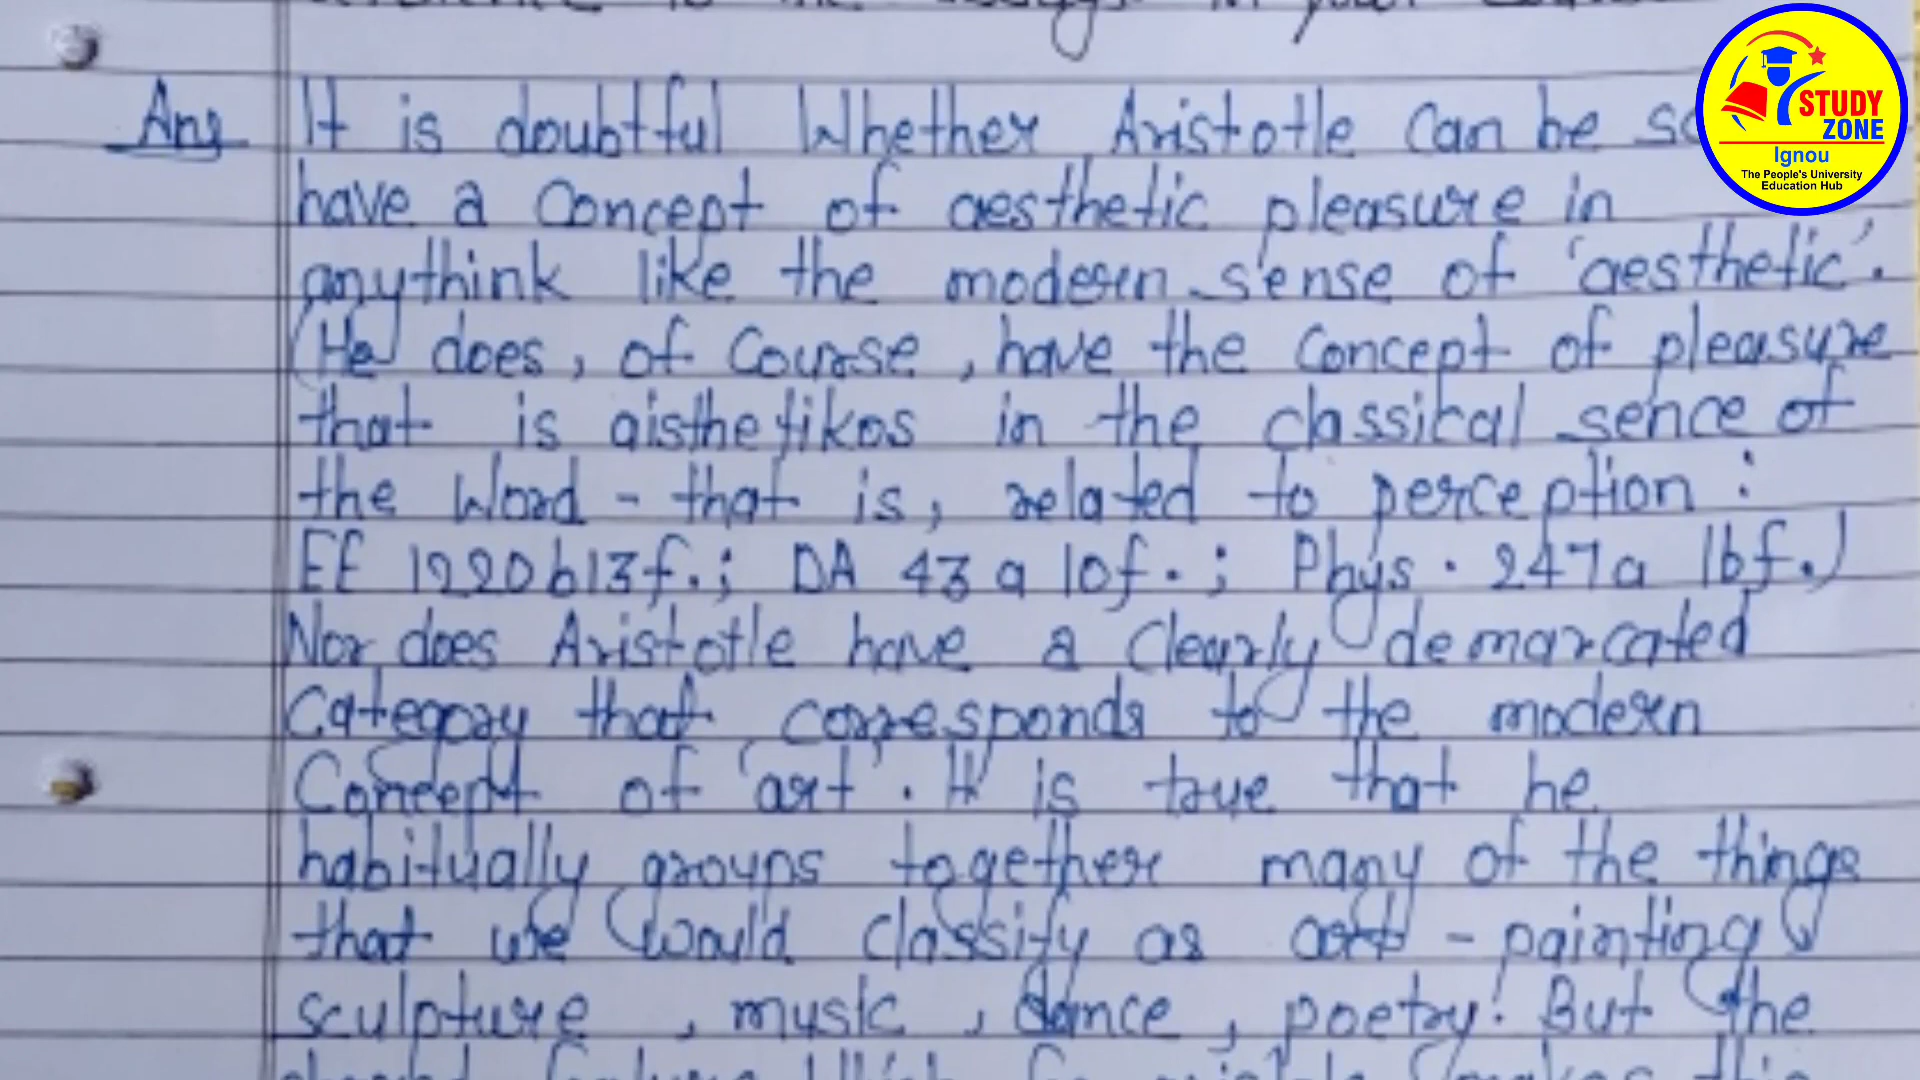 to the in your
Ans It is doubtful Whether Aristotle can be
have a concept of aesthetic pleasure in
anythink like the modern sense of 'aesthetic'.
(He does, of Course, have the concept of pleasure
that is aisthetikos in the classical sence of
the Word - that is, related to perception:
EE 1220b13f.; DA 43 a 10f.; Phys. 247a 16f.)
Nor does Aristotle have a Clearly demarcated
Category that corresponds to the modern
Concept of 'art'. It is true that he
habitually groups together many of the things
that we would classify as art - painting
sculpture, music, dance, poetry. But the
STUDY
ZONE
Ignou
The People's University
Education Hub